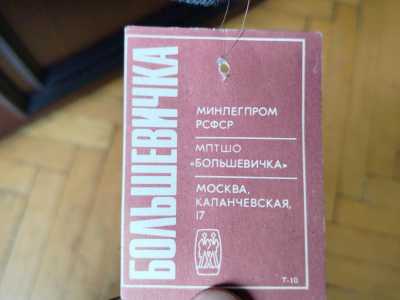 БОЛЬШЕВИЧКА
МИНЛЕГПРОМ
РСФСР
МПТШО
«БОЛЬШЕВИЧКА»
МОСКВА,
КАЛАНЧЕВСКАЯ,
17
Т-10